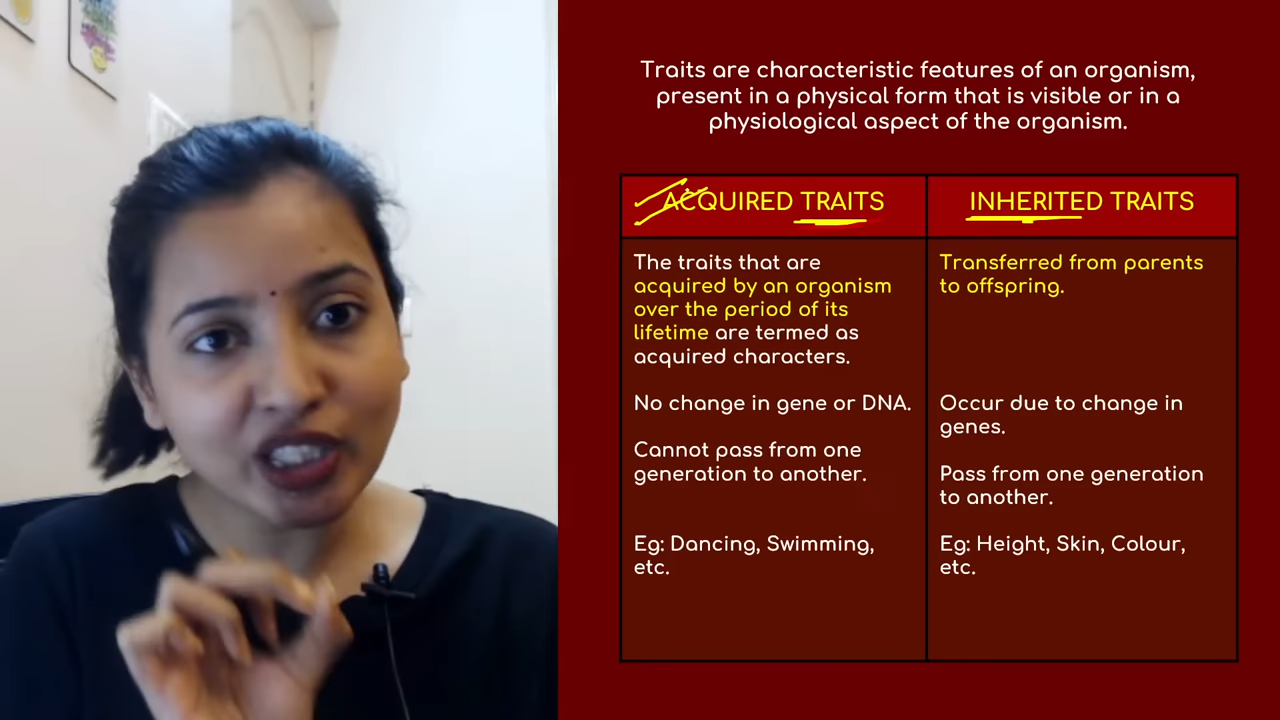 Traits are characteristic features of an organism,
present in a physical form that is visible or in a
physiological aspect of the organism.
ACQUIRED TRAITS
The traits that are
acquired by an organism
over the period of its
lifetime are termed as
acquired characters.
No change in gene or DNA.
Cannot pass from one
generation to another.
Eg: Dancing, Swimming,
etc.
INHERITED TRAITS
Transferred from parents
to offspring.
Occur due to change in
genes.
Pass from one generation
to another.
Eg: Height, Skin, Colour,
etc.